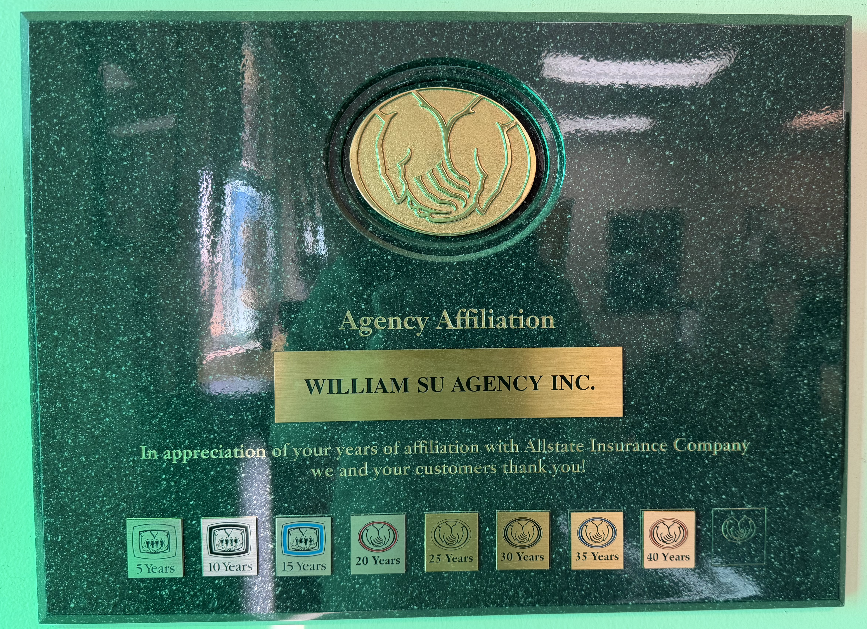 Agency Affiliation
WILLIAM SU AGENCY INC.
In appreciation of your years of affiliation with Allstate Insurance Company
we and your customers thank you!
5 Years 10 Years 15 Years 20 Years 25 Years 30 Years 35 Years 40 Years